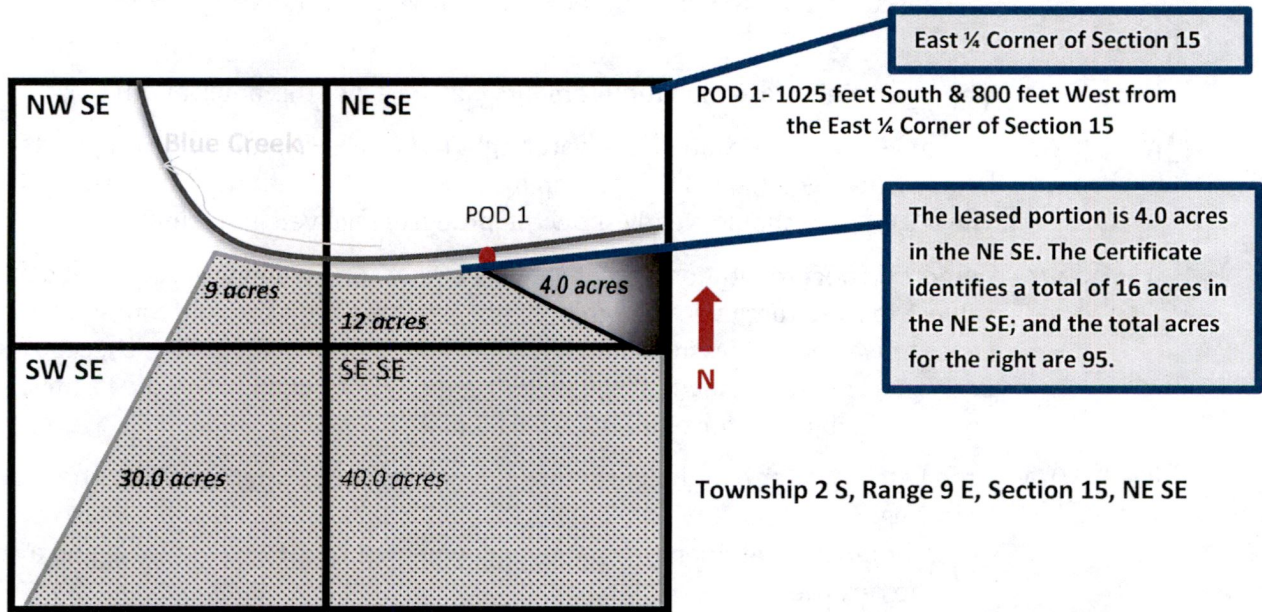 East ¼ Corner of Section 15
NW SE
NE SE
POD 1- 1025 feet South & 800 feet West from
the East ¼ Corner of Section 15
Blue Creek
POD 1
The leased portion is 4.0 acres
in the NE SE. The Certificate
identifies a total of 16 acres in
the NE SE; and the total acres
for the right are 95.
9 acres
4.0 acres
12 acres
N
SW SE
SE SE
30.0 acres
40.0 acres
Township 2 S, Range 9 E, Section 15, NE SE